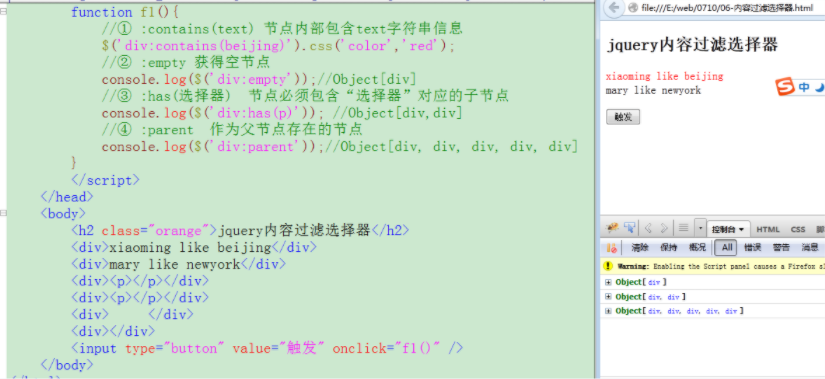 function f1(){
//① :contains(text) 节点内部包含text字符串信息
$('div:contains(beijing)').css('color','red');
//② :empty 获得空节点
console.log($('div:empty'));//Object[div]
//③ :has(选择器) 节点必须包含“选择器”对应的子节点
console.log($('div:has(p)')); //Object[div,div]
//④ :parent 作为父节点存在的节点
console.log($('div:parent'));//Object[div, div, div, div, div]
}
</script>
</head>
<body>
<h2 class="orange">jquery内容过滤选择器</h2>
<div>xiaoming like beijing</div>
<div>mary like newyork</div>
<div><p></p></div>
<div><p></p></div>
<div> </div>
<div></div>
<input type="button" value="触发" onclick="f1()" />
</body>
file:///E:/web/0710/06-内容过滤选择器.html
jquery内容过滤选择器
xiaoming like beijing
mary like newyork
中
触发
控制台 HTML CSS
清除 保持 概况 All 错误 警告 消息
Warning: Enabling the Script panel causes a Firefox
Object[ div ]
Object[ div, div ]
Object[ div, div, div, div, div ]